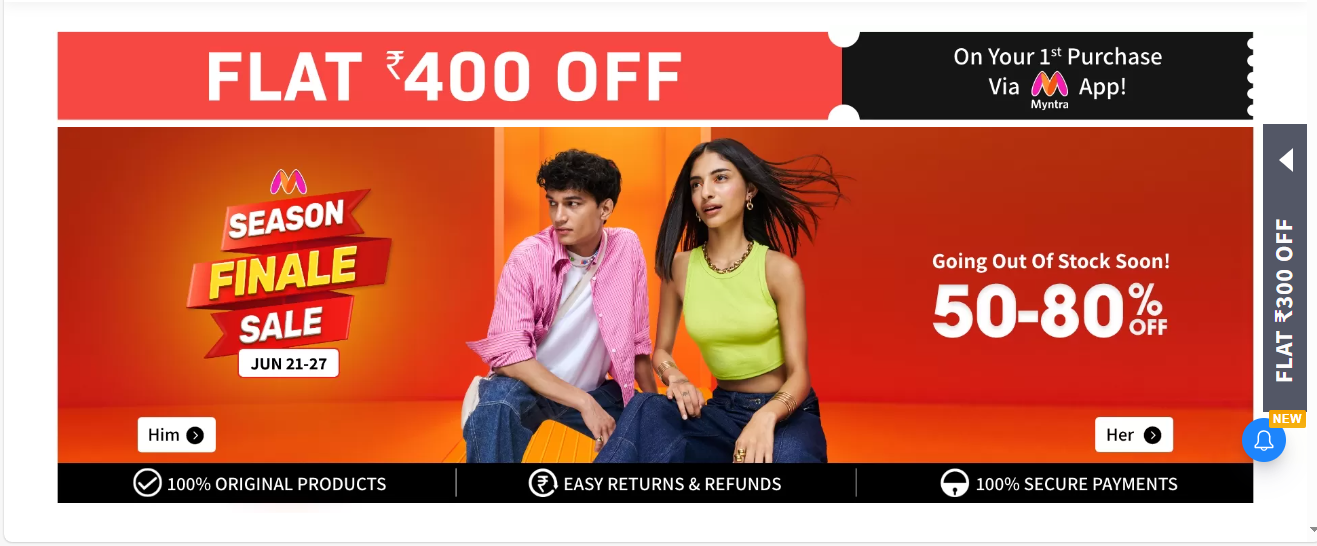 FLAT ₹400 OFF
On Your 1st Purchase
Via Myntra App!
SEASON
FINALE
SALE
JUN 21-27
Going Out Of Stock Soon!
50-80% OFF
Him
Her
100% ORIGINAL PRODUCTS
EASY RETURNS & REFUNDS
100% SECURE PAYMENTS
FLAT ₹300 OFF
NEW